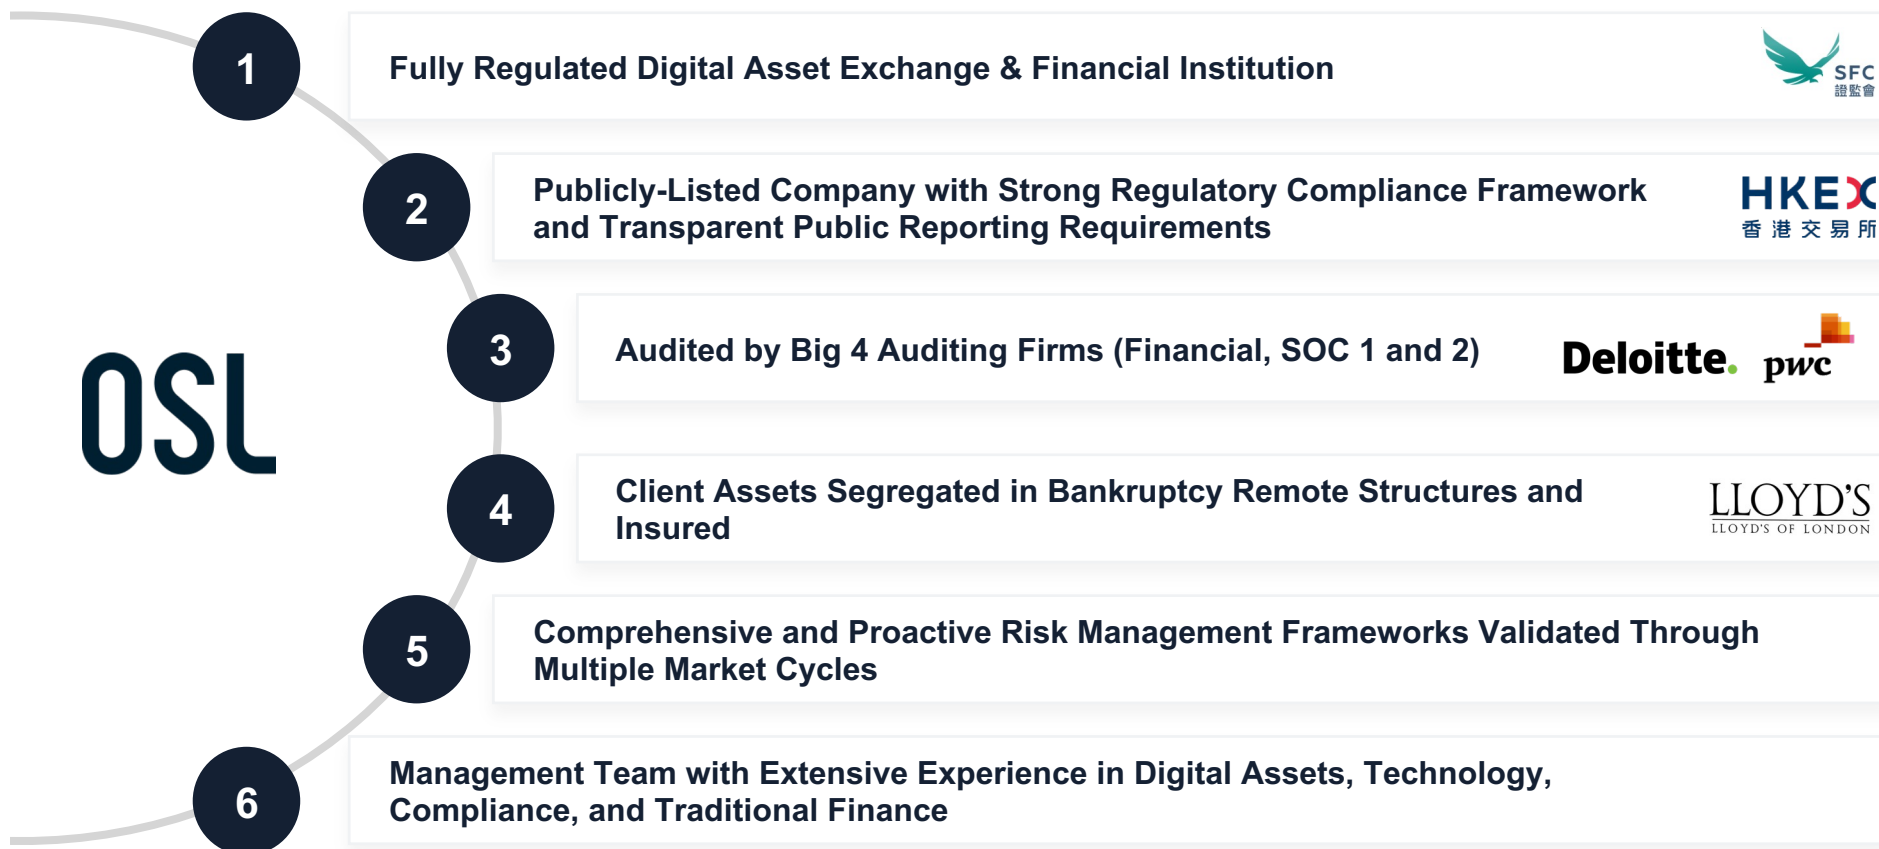 1
Fully Regulated Digital Asset Exchange & Financial Institution
SFC
證監會
2
Publicly-Listed Company with Strong Regulatory Compliance Framework
and Transparent Public Reporting Requirements
HKEX
香港交易所
3
Audited by Big 4 Auditing Firms (Financial, SOC 1 and 2)
Deloitte.
pwc
OSL
4
Client Assets Segregated in Bankruptcy Remote Structures and
Insured
LLOYD'S
LLOYD'S OF LONDON
5
Comprehensive and Proactive Risk Management Frameworks Validated Through
Multiple Market Cycles
6
Management Team with Extensive Experience in Digital Assets, Technology,
Compliance, and Traditional Finance